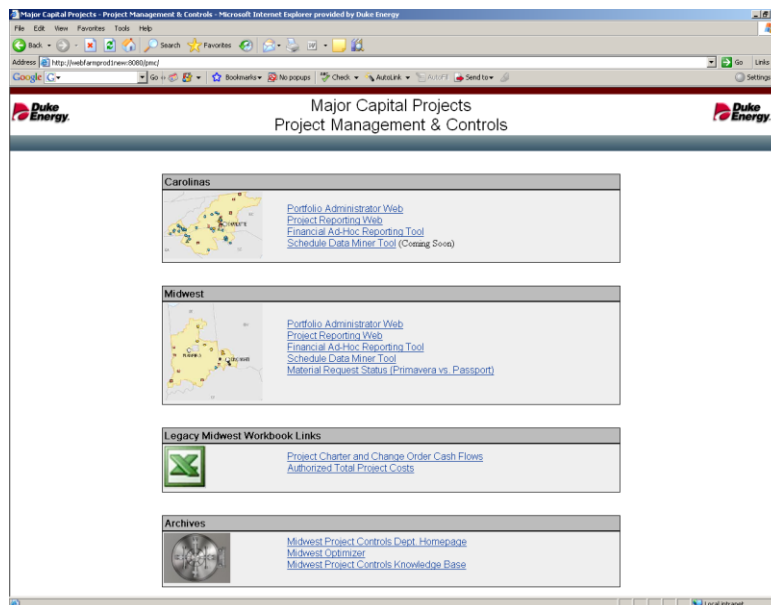 Major Capital Projects - Project Management & Controls - Microsoft Internet Explorer provided by Duke Energy
File Edit View Favorites Tools Help
Back Search Favorites
Address http://webfarmprod1new:8080/pmc/ Go Links
Google G Go Bookmarks No popups Check AutoLink AutoFill Send to Settings
Duke Energy.
Major Capital Projects
Project Management & Controls
Duke Energy.
Carolinas
Portfolio Administrator Web
Project Reporting Web
Financial Ad-Hoc Reporting Tool
Schedule Data Miner Tool (Coming Soon)
Midwest
Portfolio Administrator Web
Project Reporting Web
Financial Ad-Hoc Reporting Tool
Schedule Data Miner Tool
Material Request Status (Primavera vs. Passport)
Legacy Midwest Workbook Links
Project Charter and Change Order Cash Flows
Authorized Total Project Costs
Archives
Midwest Project Controls Dept. Homepage
Midwest Optimizer
Midwest Project Controls Knowledge Base
Local intranet